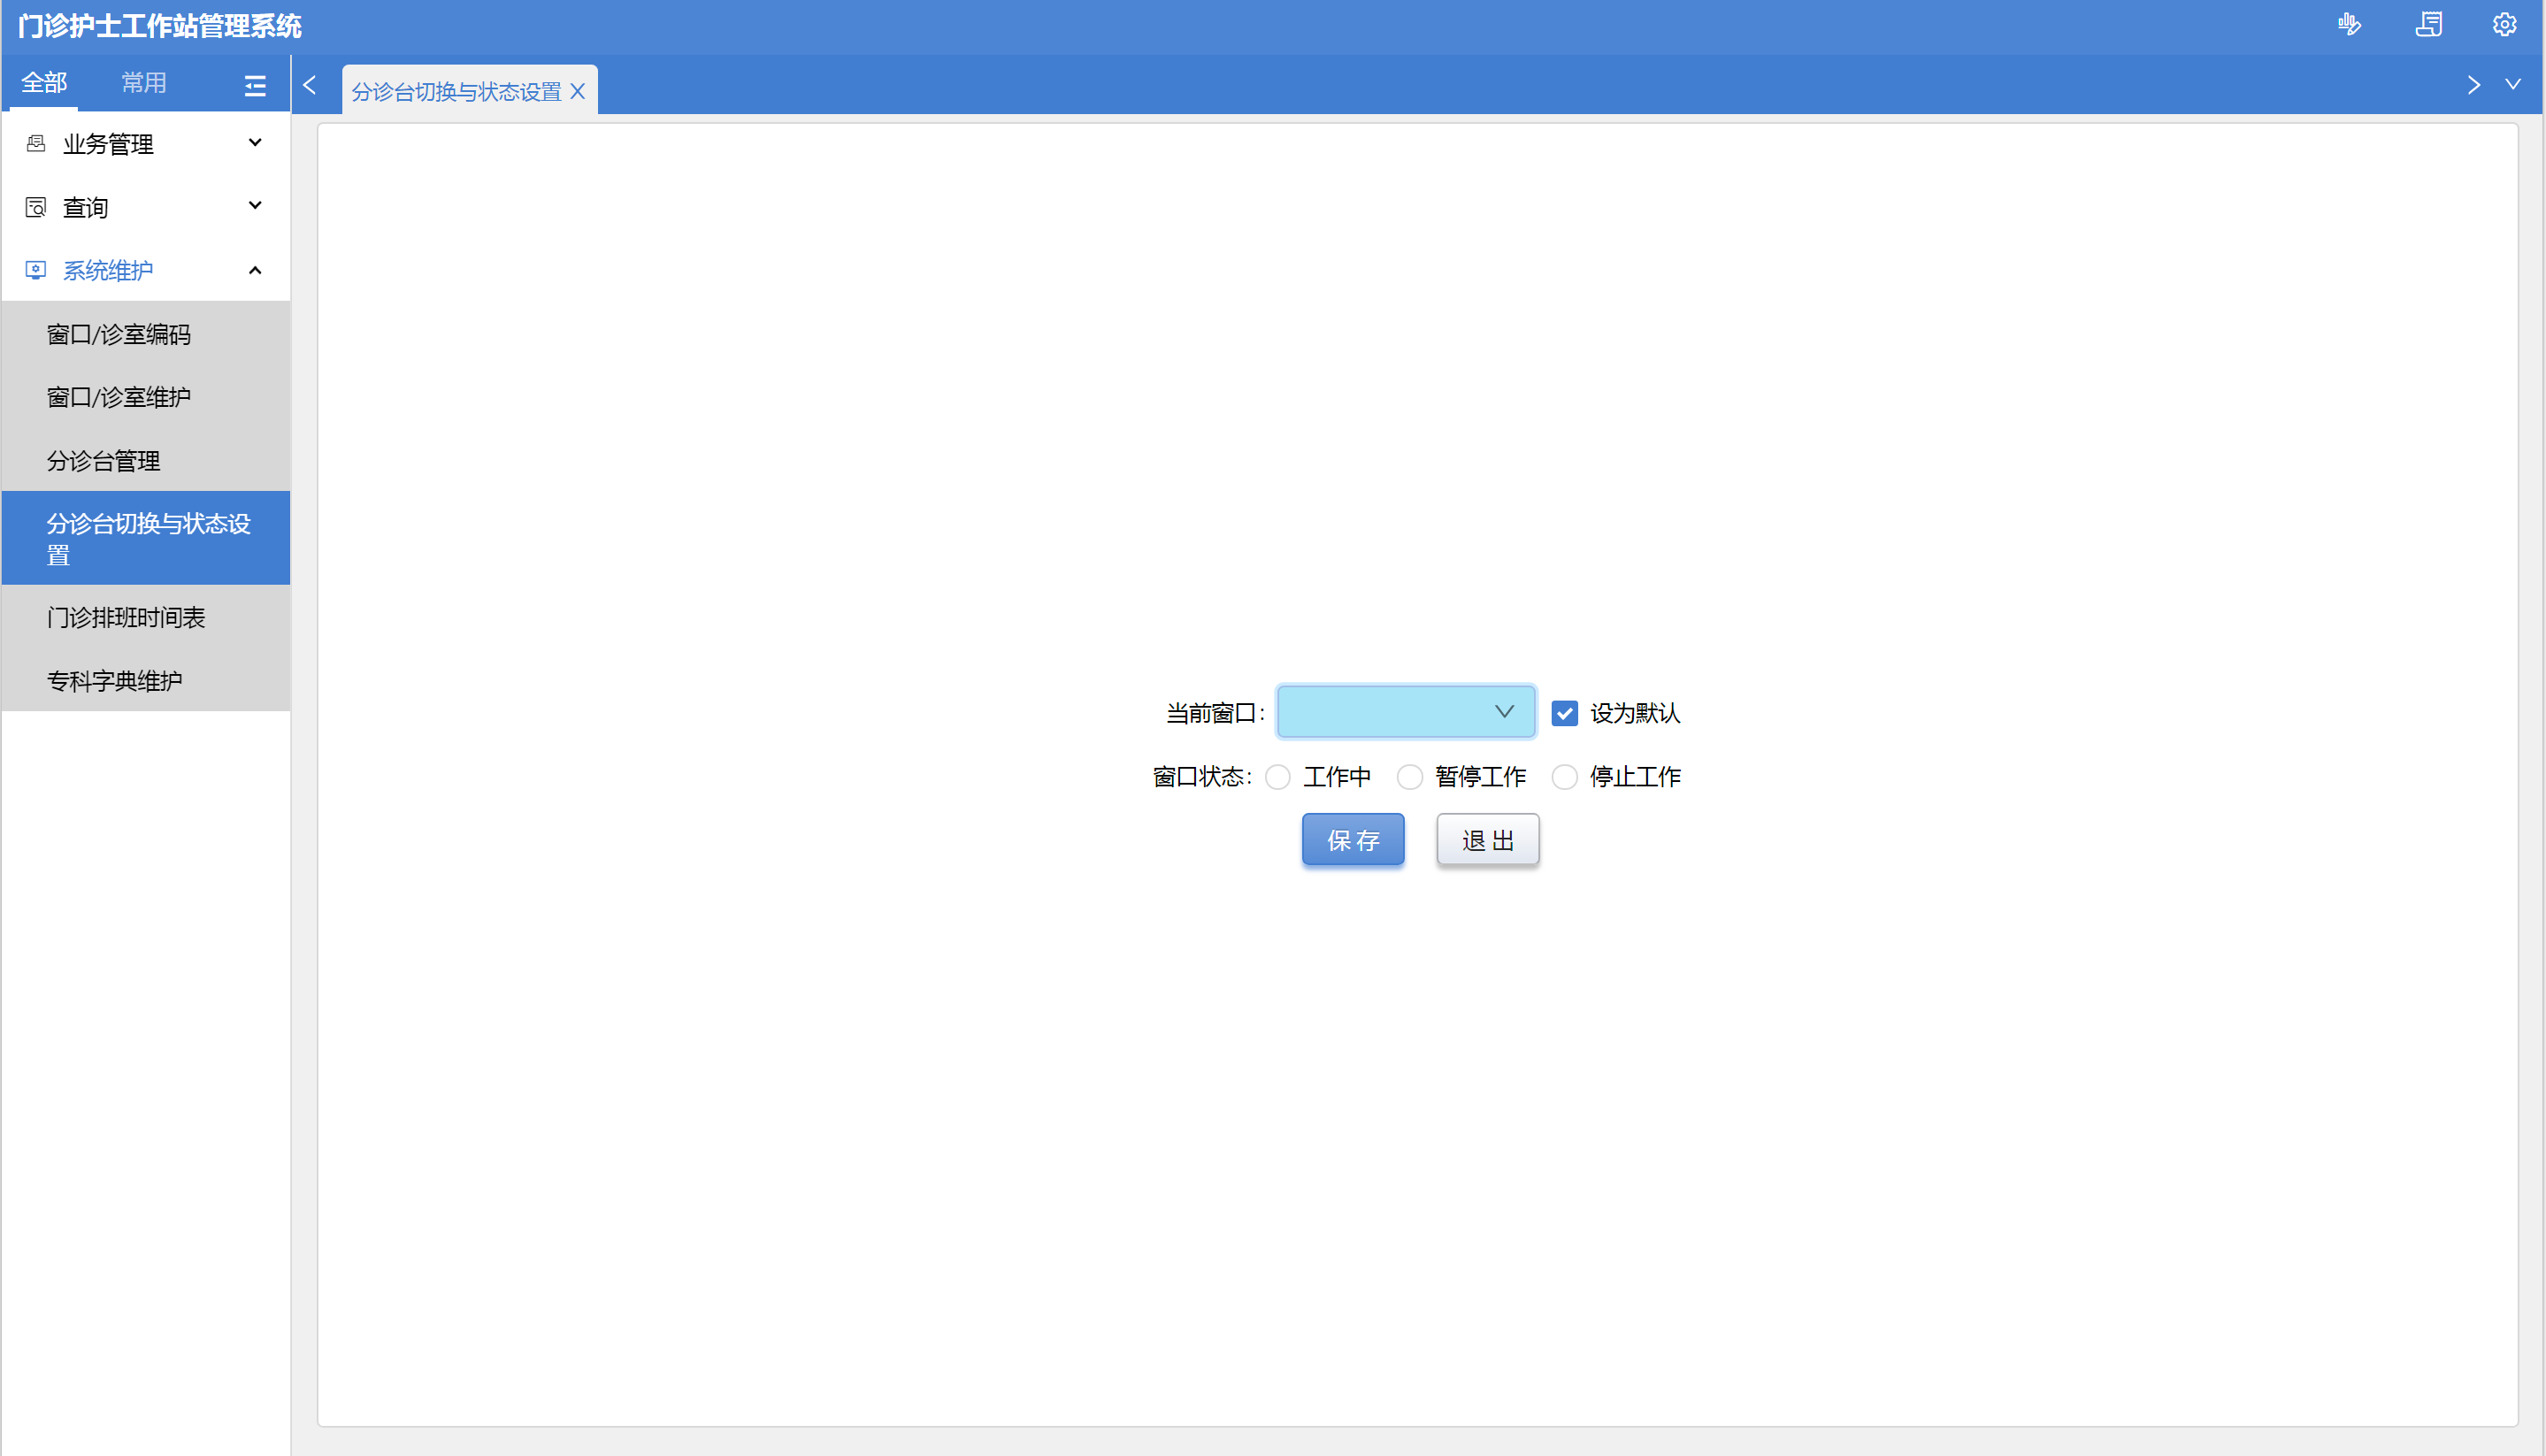 门诊护士工作站管理系统
全部 常用
分诊台切换与状态设置 X
业务管理
查询
系统维护
窗口/诊室编码
窗口/诊室维护
分诊台管理
分诊台切换与状态设
置
门诊排班时间表
专科字典维护
当前窗口: 设为默认
窗口状态: 工作中 暂停工作 停止工作
保存 退出